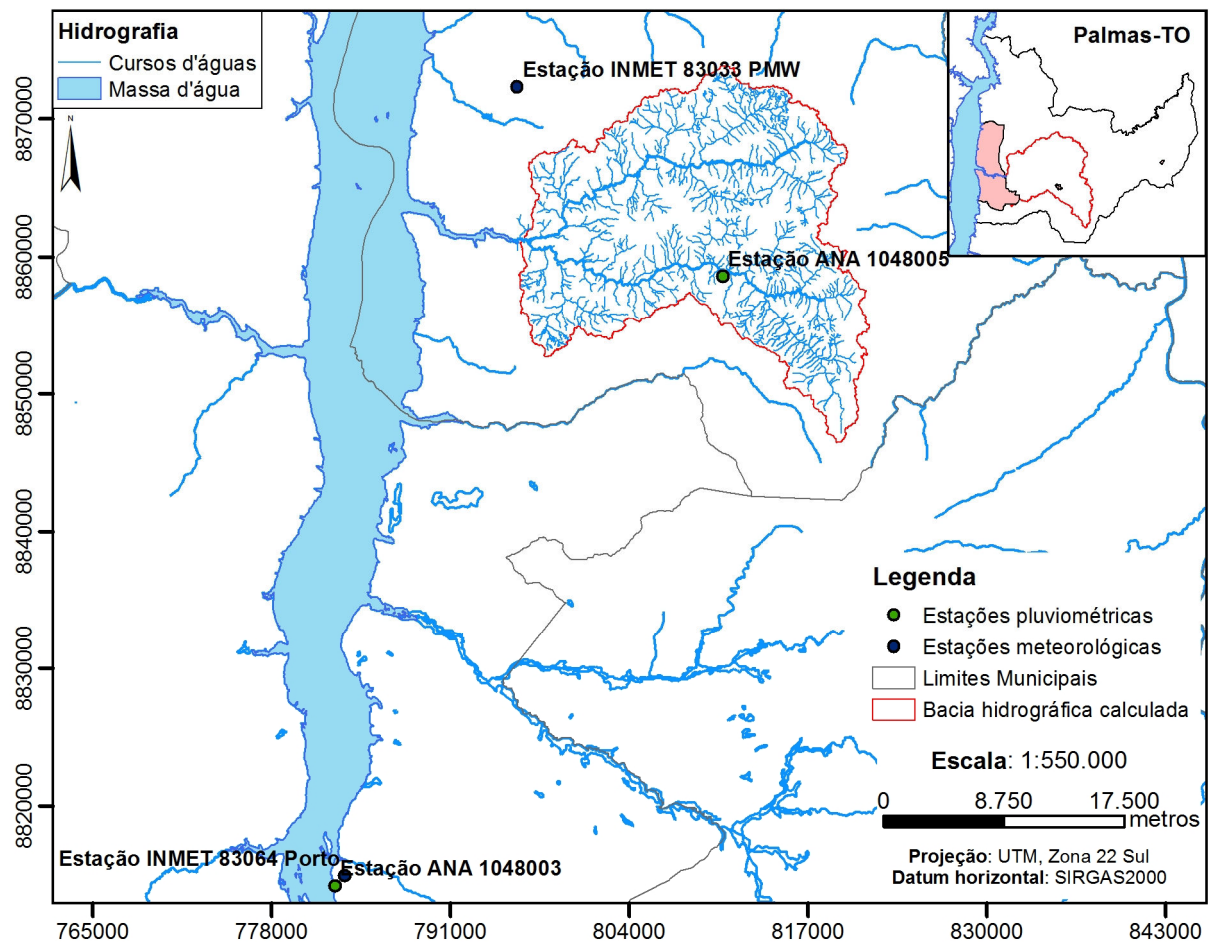 Hidrografia
Cursos d'águas
Massa d'água
Palmas-TO
Estação INMET 83033 PMW
N
Estação ANA 1048005
8870000
8860000
8850000
8840000
8830000
8820000
Legenda
Estações pluviométricas
Estações meteorológicas
Limites Municipais
Bacia hidrográfica calculada
Escala: 1:550.000
0 8.750 17.500
metros
Projeção: UTM, Zona 22 Sul
Datum horizontal: SIRGAS2000
Estação INMET 83064 Porto
Estação ANA 1048003
765000 778000 791000 804000 817000 830000 843000